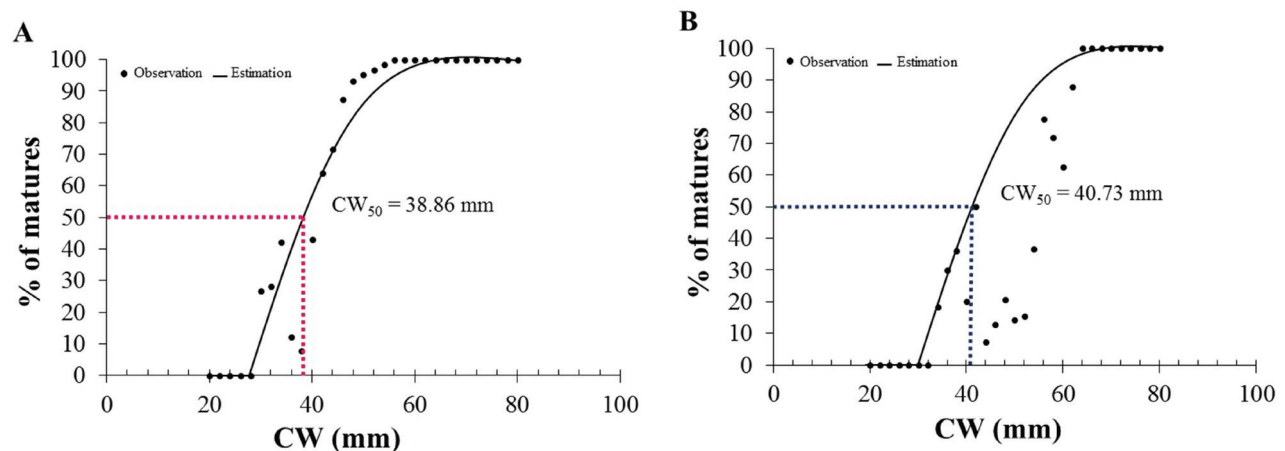 A
% of matures
100
90
80
70
60
50
40
30
20
10
0
Observation
Estimation
CW50 = 38.86 mm
0 20 40 60 80 100
CW (mm)
B
% of matures
100
90
80
70
60
50
40
30
20
10
0
Observation
Estimation
CW50 = 40.73 mm
0 20 40 60 80 100
CW (mm)